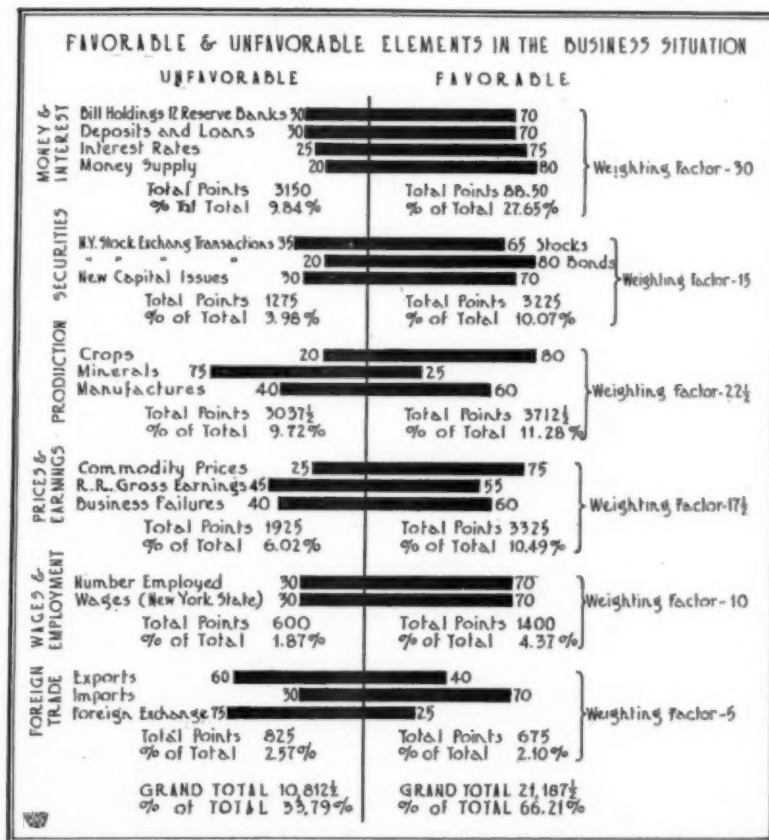 FAVORABLE & UNFAVORABLE ELEMENTS IN THE BUSINESS SITUATION
UNFAVORABLE FAVORABLE
MONEY & INTEREST
Bill Holdings 12 Reserve Banks 30 70
Deposits and Loans 30 70
Interest Rates 25 75
Money Supply 20 80
Weighting Factor-30
Total Points 3150 Total Points 88.50
% Tof Total 9.84% % of Total 27.65%
SECURITIES
N.Y. Stock Exchang Transactions 35 65 Stocks
" " " " 20 80 Bonds
New Capital Issues 30 70
Weighting Factor-15
Total Points 1275 Total Points 3225
% of Total 3.98% % of Total 10.07%
PRODUCTION
Crops 20 80
Minerals 75 25
Manufactures 40 60
Weighting Factor-22½
Total Points 3037½ Total Points 3712½
% of Total 9.72% % of Total 11.28%
PRICES & EARNINGS
Commodity Prices 25 75
R.R. Gross Earnings 45 55
Business Failures 40 60
Weighting Factor-17½
Total Points 1925 Total Points 3325
% of Total 6.02% % of Total 10.49%
WAGES & EMPLOYMENT
Number Employed 30 70
Wages (New York State) 30 70
Weighting Factor-10
Total Points 600 Total Points 1400
% of Total 1.87% % of Total 4.37%
FOREIGN TRADE
Exports 60 40
Imports 30 70
Foreign Exchange 75 25
Weighting Factor-5
Total Points 825 Total Points 675
% of Total 2.57% % of Total 2.10%
GRAND TOTAL 10,812½ GRAND TOTAL 21,187½
% of TOTAL 33,79% % of TOTAL 66.21%